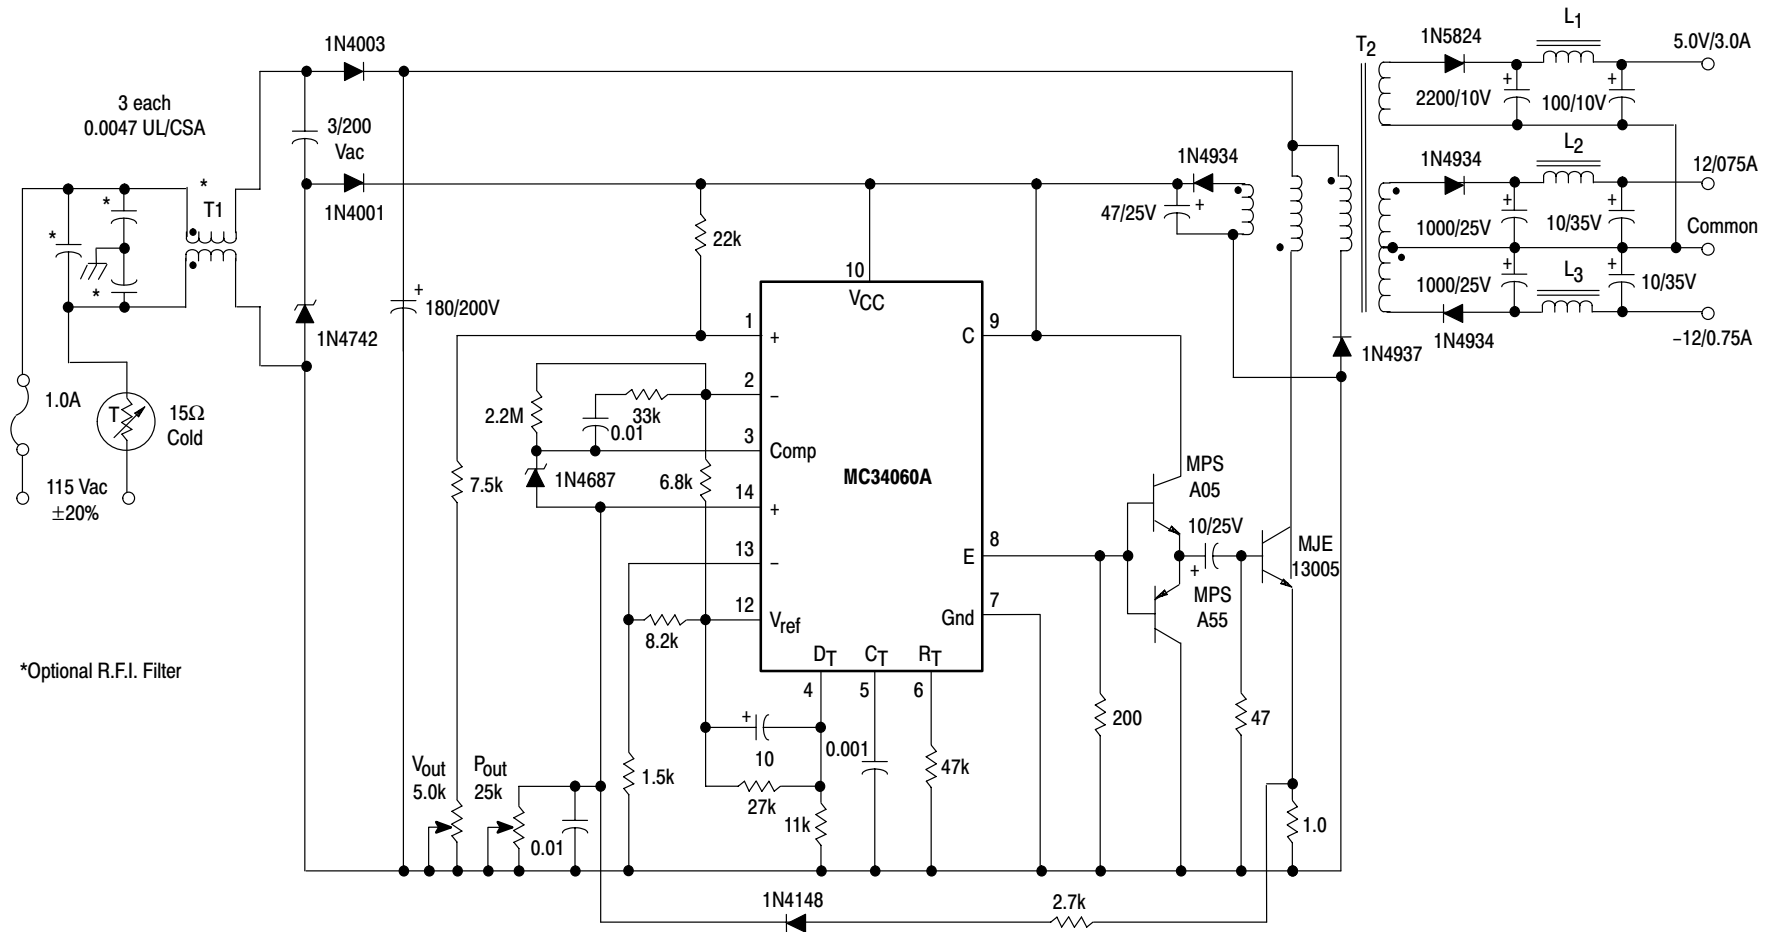 1N4003
3 each
0.0047 UL/CSA
3/200
Vac
*
T1
1N4001
*
*
*
1N4742
+
180/200V
1.0A
T
15Ω
Cold
115 Vac
±20%
*Optional R.F.I. Filter
22k
7.5k
2.2M
33k
0.01
1N4687
6.8k
8.2k
1.5k
Vout
5.0k
Pout
25k
0.01
+
10
27k
11k
0.001
47k
10
VCC
1
+
2
–
3
Comp
14
+
13
–
12
Vref
MC34060A
9
C
8
E
7
Gnd
DT
CT
RT
4
5
6
1N4934
47/25V
+
MPS
A05
10/25V
+
MPS
A55
MJE
13005
200
47
1.0
1N4148
2.7k
1N4937
T2
1N5824
L1
5.0V/3.0A
+
2200/10V
+
100/10V
1N4934
L2
12/075A
+
1000/25V
+
10/35V
Common
+
1000/25V
L3
+
10/35V
1N4934
–12/0.75A